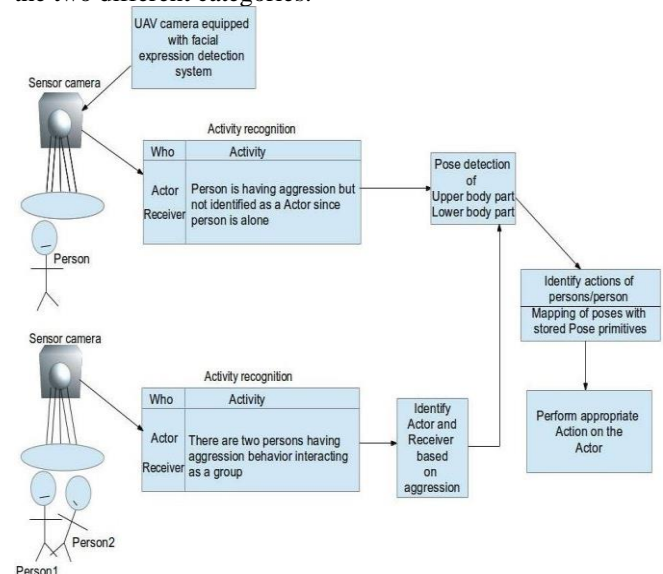 the two different categories.
UAV camera equipped
with facial
expression detection
system
Sensor camera
Activity recognition
Who Activity
Actor
Receiver
Person is having aggression but
not identified as a Actor since
person is alone
Person
Pose detection
of
Upper body part
Lower body part
Identify actions of
persons/person
Mapping of poses with
stored Pose primitives
Perform appropriate
Action on the
Actor
Sensor camera
Activity recognition
Who Activity
Actor
Receiver
There are two persons having
aggression behavior interacting
as a group
Identify
Actor and
Receiver
based
on
aggression
Person2
Person1